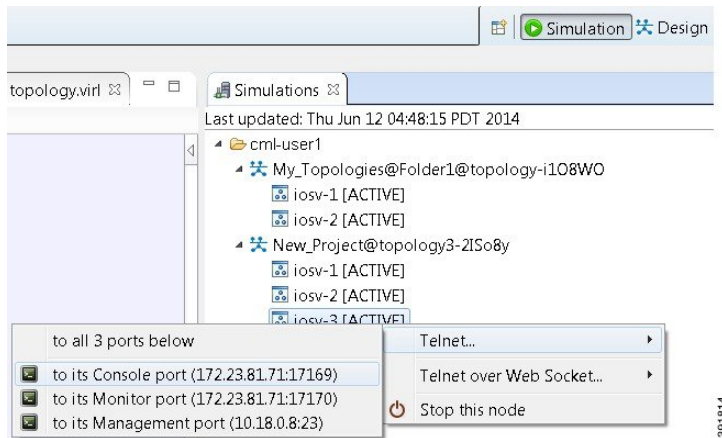 Simulation Design
topology.virl
Simulations
Last updated: Thu Jun 12 04:48:15 PDT 2014
cml-user1
My_Topologies@Folder1@topology-i1O8WO
iosv-1 [ACTIVE]
iosv-2 [ACTIVE]
New_Project@topology3-2ISo8y
iosv-1 [ACTIVE]
iosv-2 [ACTIVE]
iosv-3 [ACTIVE]
to all 3 ports below
to its Console port (172.23.81.71:17169)
to its Monitor port (172.23.81.71:17170)
to its Management port (10.18.0.8:23)
Telnet...
Telnet over Web Socket...
Stop this node